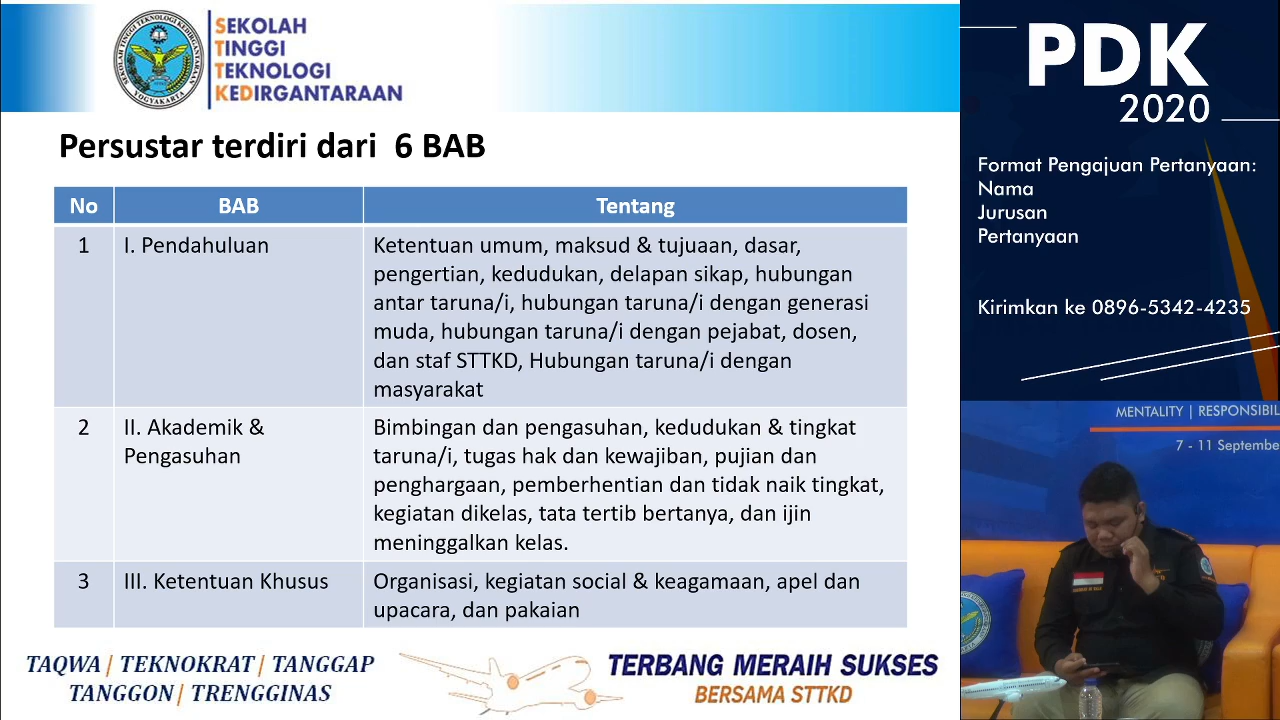 SEKOLAH
TINGGI
TEKNOLOGI
KEDIRGANTARAAN
SEKOLAH TINGGI TEKNOLOGI KEDIRGANTARAAN
YOGYAKARTA
Persustar terdiri dari 6 BAB
No BAB Tentang
1 I. Pendahuluan Ketentuan umum, maksud & tujuaan, dasar,
pengertian, kedudukan, delapan sikap, hubungan
antar taruna/i, hubungan taruna/i dengan generasi
muda, hubungan taruna/i dengan pejabat, dosen,
dan staf STTKD, Hubungan taruna/i dengan
masyarakat
2 II. Akademik & Bimbingan dan pengasuhan, kedudukan & tingkat
Pengasuhan taruna/i, tugas hak dan kewajiban, pujian dan
penghargaan, pemberhentian dan tidak naik tingkat,
kegiatan dikelas, tata tertib bertanya, dan ijin
meninggalkan kelas.
3 III. Ketentuan Khusus Organisasi, kegiatan social & keagamaan, apel dan
upacara, dan pakaian
TAQWA | TEKNOKRAT | TANGGAP
TANGGON | TRENGGINAS
TERBANG MERAIH SUKSES
BERSAMA STTKD
PDK
2020
Format Pengajuan Pertanyaan:
Nama
Jurusan
Pertanyaan
Kirimkan ke 0896-5342-4235
MENTALITY | RESPONSIBIL
7 - 11 Septembe